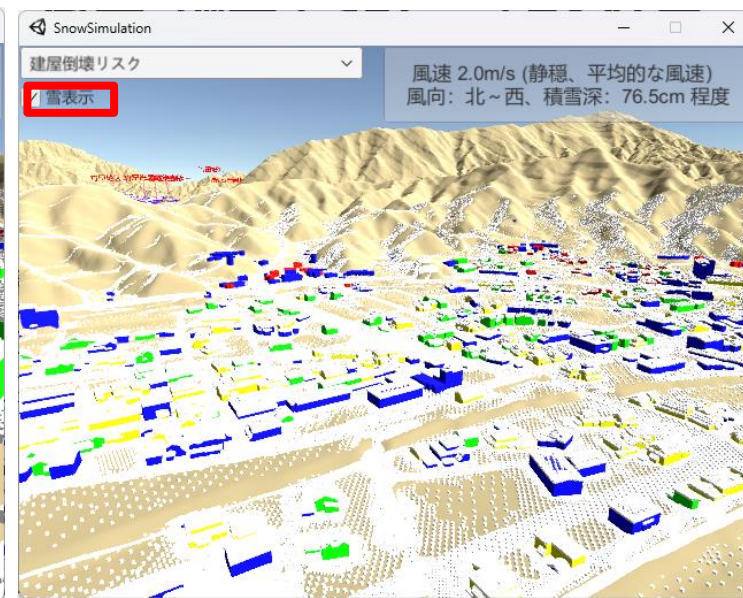 SnowSimulation
建屋倒壊リスク
雪表示
風速 2.0m/s (静穏、平均的な風速)
風向: 北～西、積雪深: 76.5cm 程度